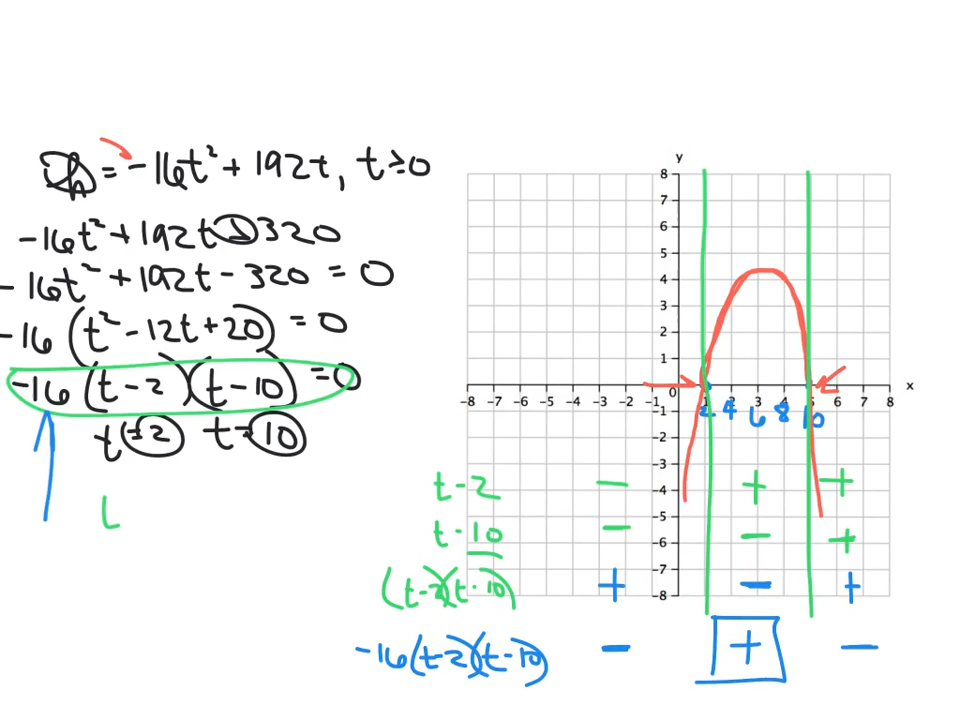 h = -16t² + 192t, t ≥ 0
-16t² + 192t > 320
-16t² + 192t - 320 = 0
-16 (t² - 12t + 20) = 0
-16 (t - 2)(t - 10) = 0
t = 2 t = 10
y
8
7
6
5
4
3
2
1
-8 -7 -6 -5 -4 -3 -2 -1 0 1 2 3 4 5 6 7 8 x
2 4 6 8 10
-1
-2
-3
-4
-5
-6
-7
-8
t - 2 - + +
t - 10 - - +
(t-2)(t-10) + - +
-16(t-2)(t-10) - + -